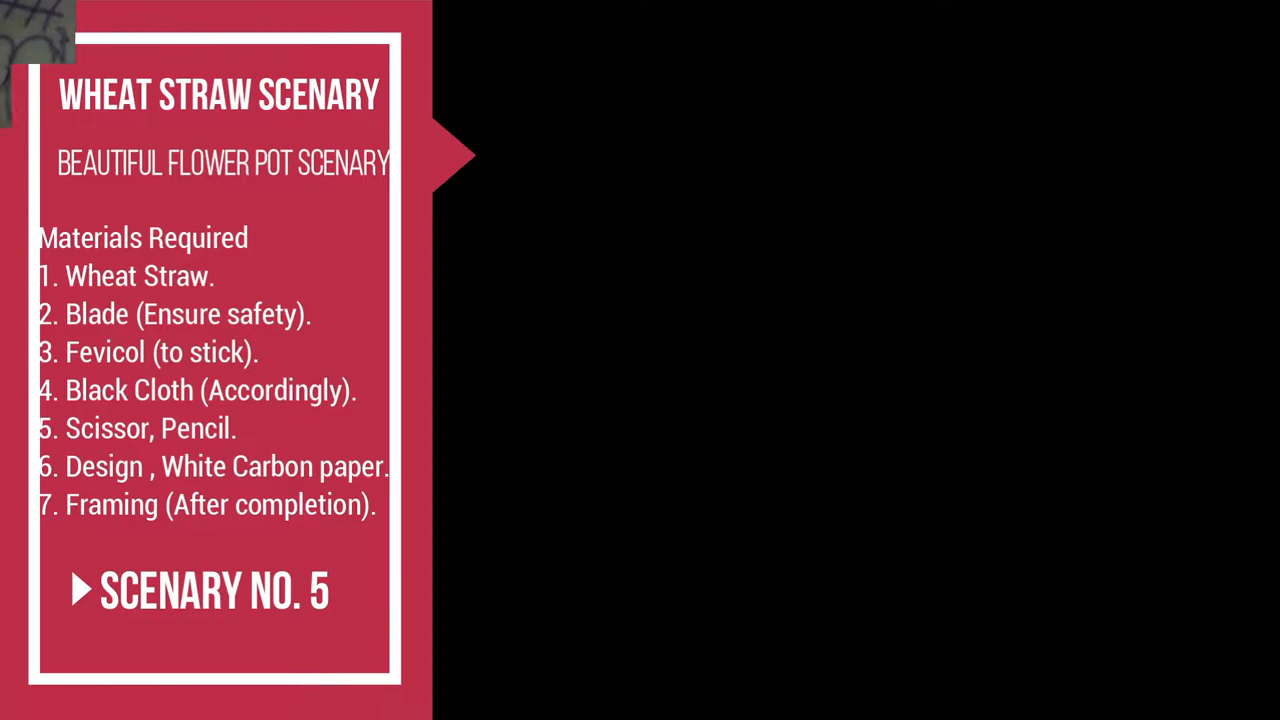 WHEAT STRAW SCENARY
BEAUTIFUL FLOWER POT SCENARY
Materials Required
1. Wheat Straw.
2. Blade (Ensure safety).
3. Fevicol (to stick).
4. Black Cloth (Accordingly).
5. Scissor, Pencil.
6. Design , White Carbon paper.
7. Framing (After completion).
SCENARY NO. 5